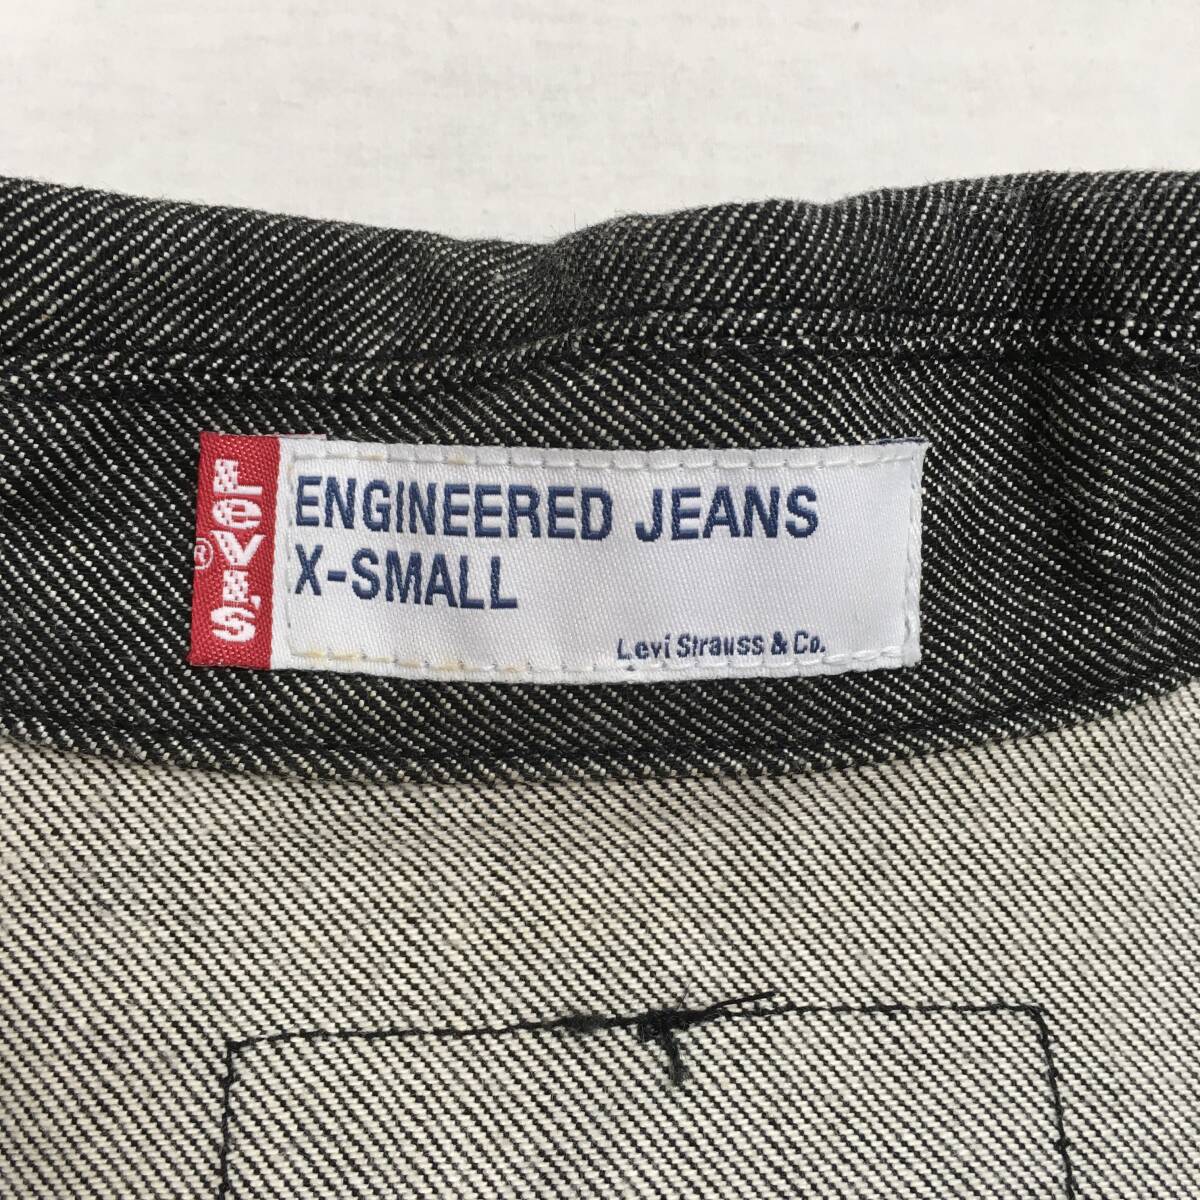 LEVI'S
®
ENGINEERED JEANS
X-SMALL
Levi Strauss & Co.